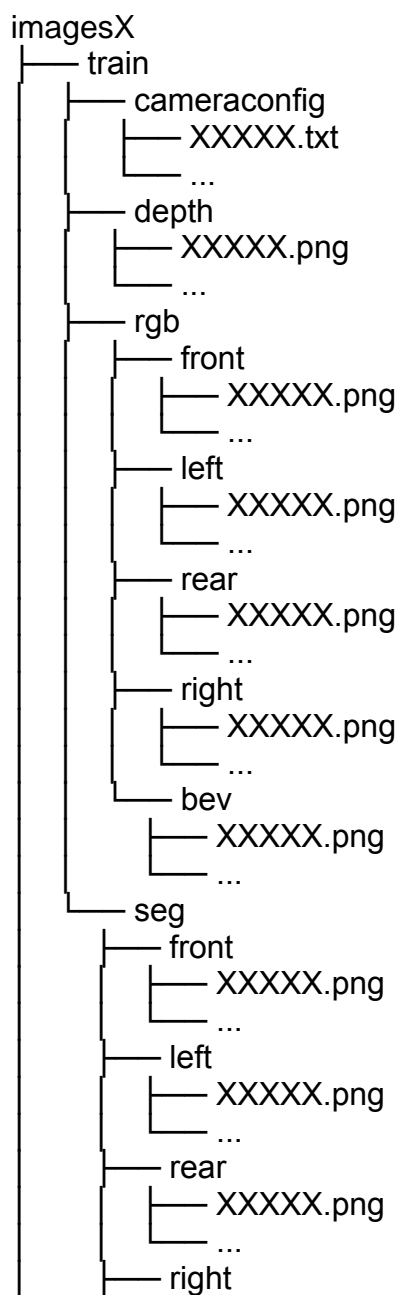 imagesX
train
cameraconfig
XXXXX.txt
...
depth
XXXXX.png
...
rgb
front
XXXXX.png
...
left
XXXXX.png
...
rear
XXXXX.png
...
right
XXXXX.png
...
bev
XXXXX.png
...
seg
front
XXXXX.png
...
left
XXXXX.png
...
rear
XXXXX.png
...
right